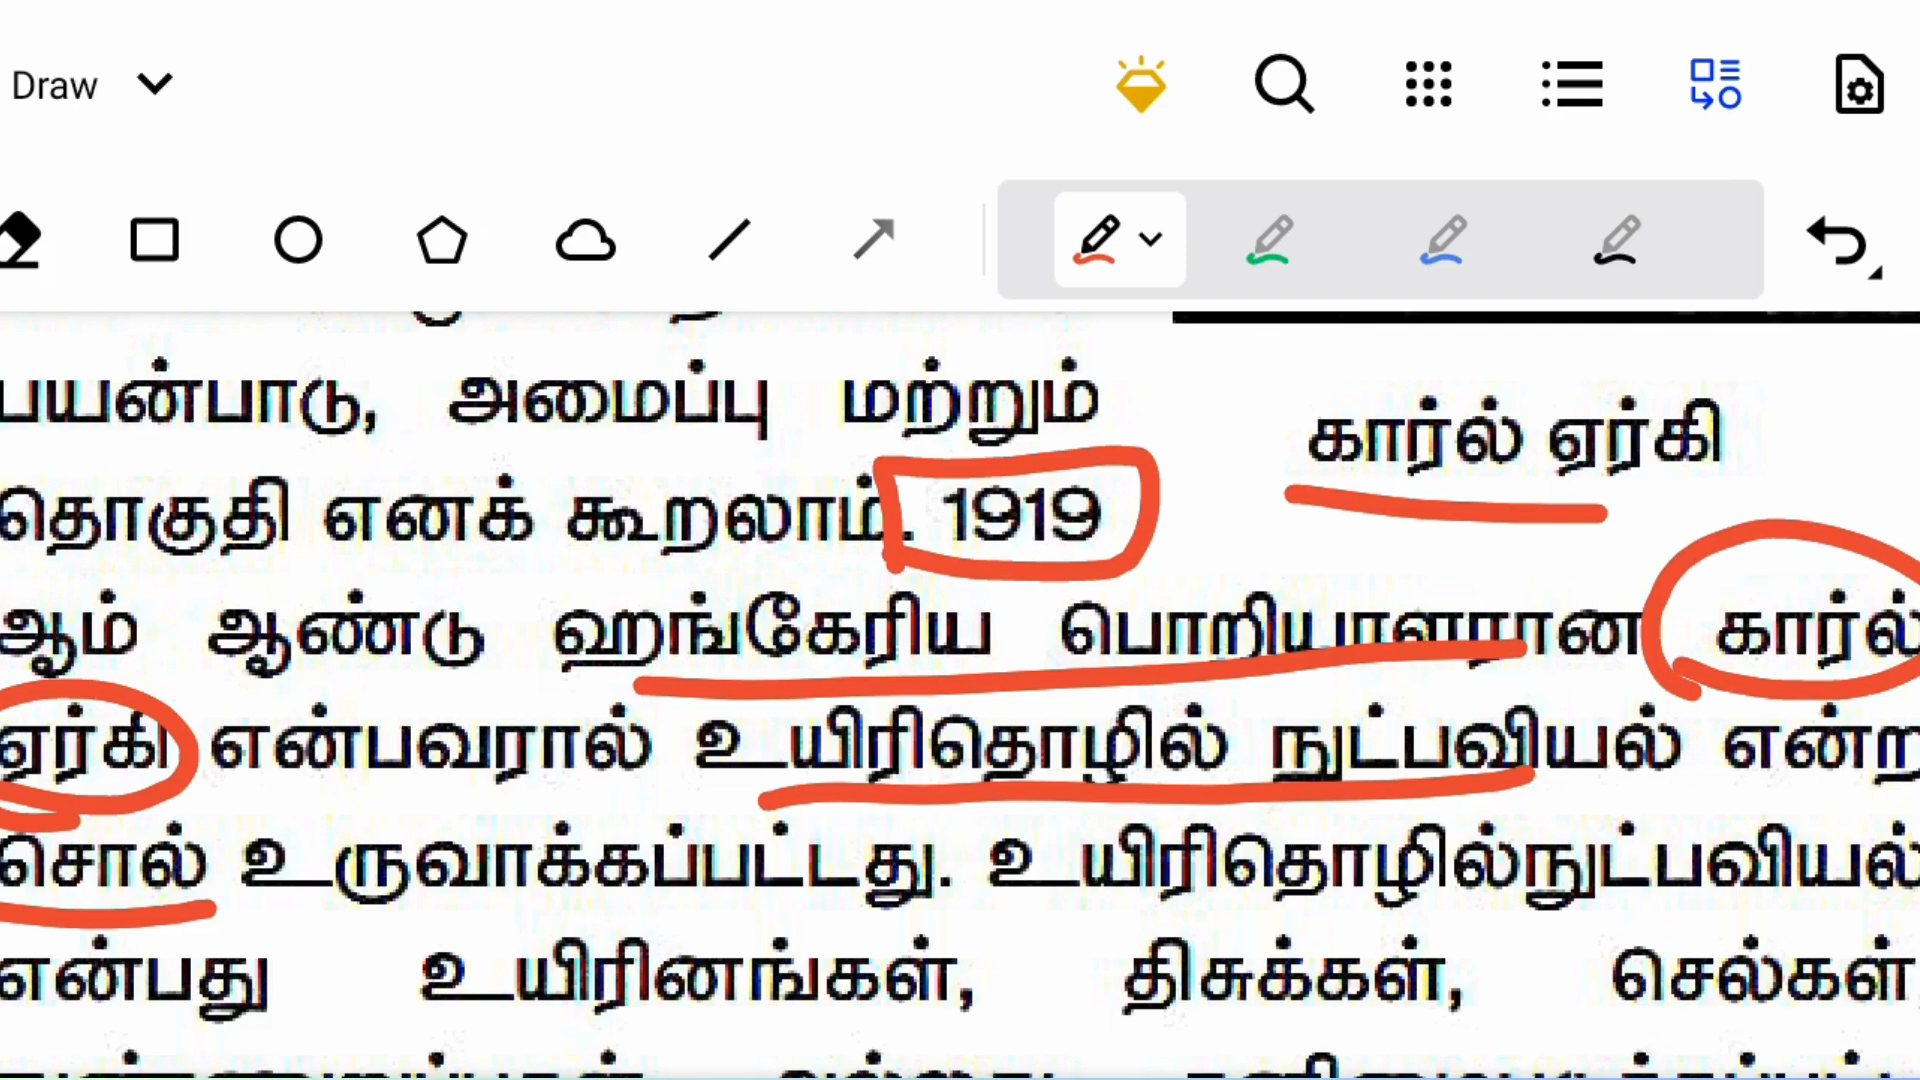 Draw
பயன்பாடு, அமைப்பு மற்றும்
கார்ல் ஏர்கி
தொகுதி எனக் கூறலாம். 1919
ஆம் ஆண்டு ஹங்கேரிய பொறியாளரான கார்ல்
ஏர்கி என்பவரால் உயிரிதொழில் நுட்பவியல் என்ற
சொல் உருவாக்கப்பட்டது. உயிரிதொழில்நுட்பவியல்
என்பது உயிரினங்கள், திசுக்கள், செல்கள்,